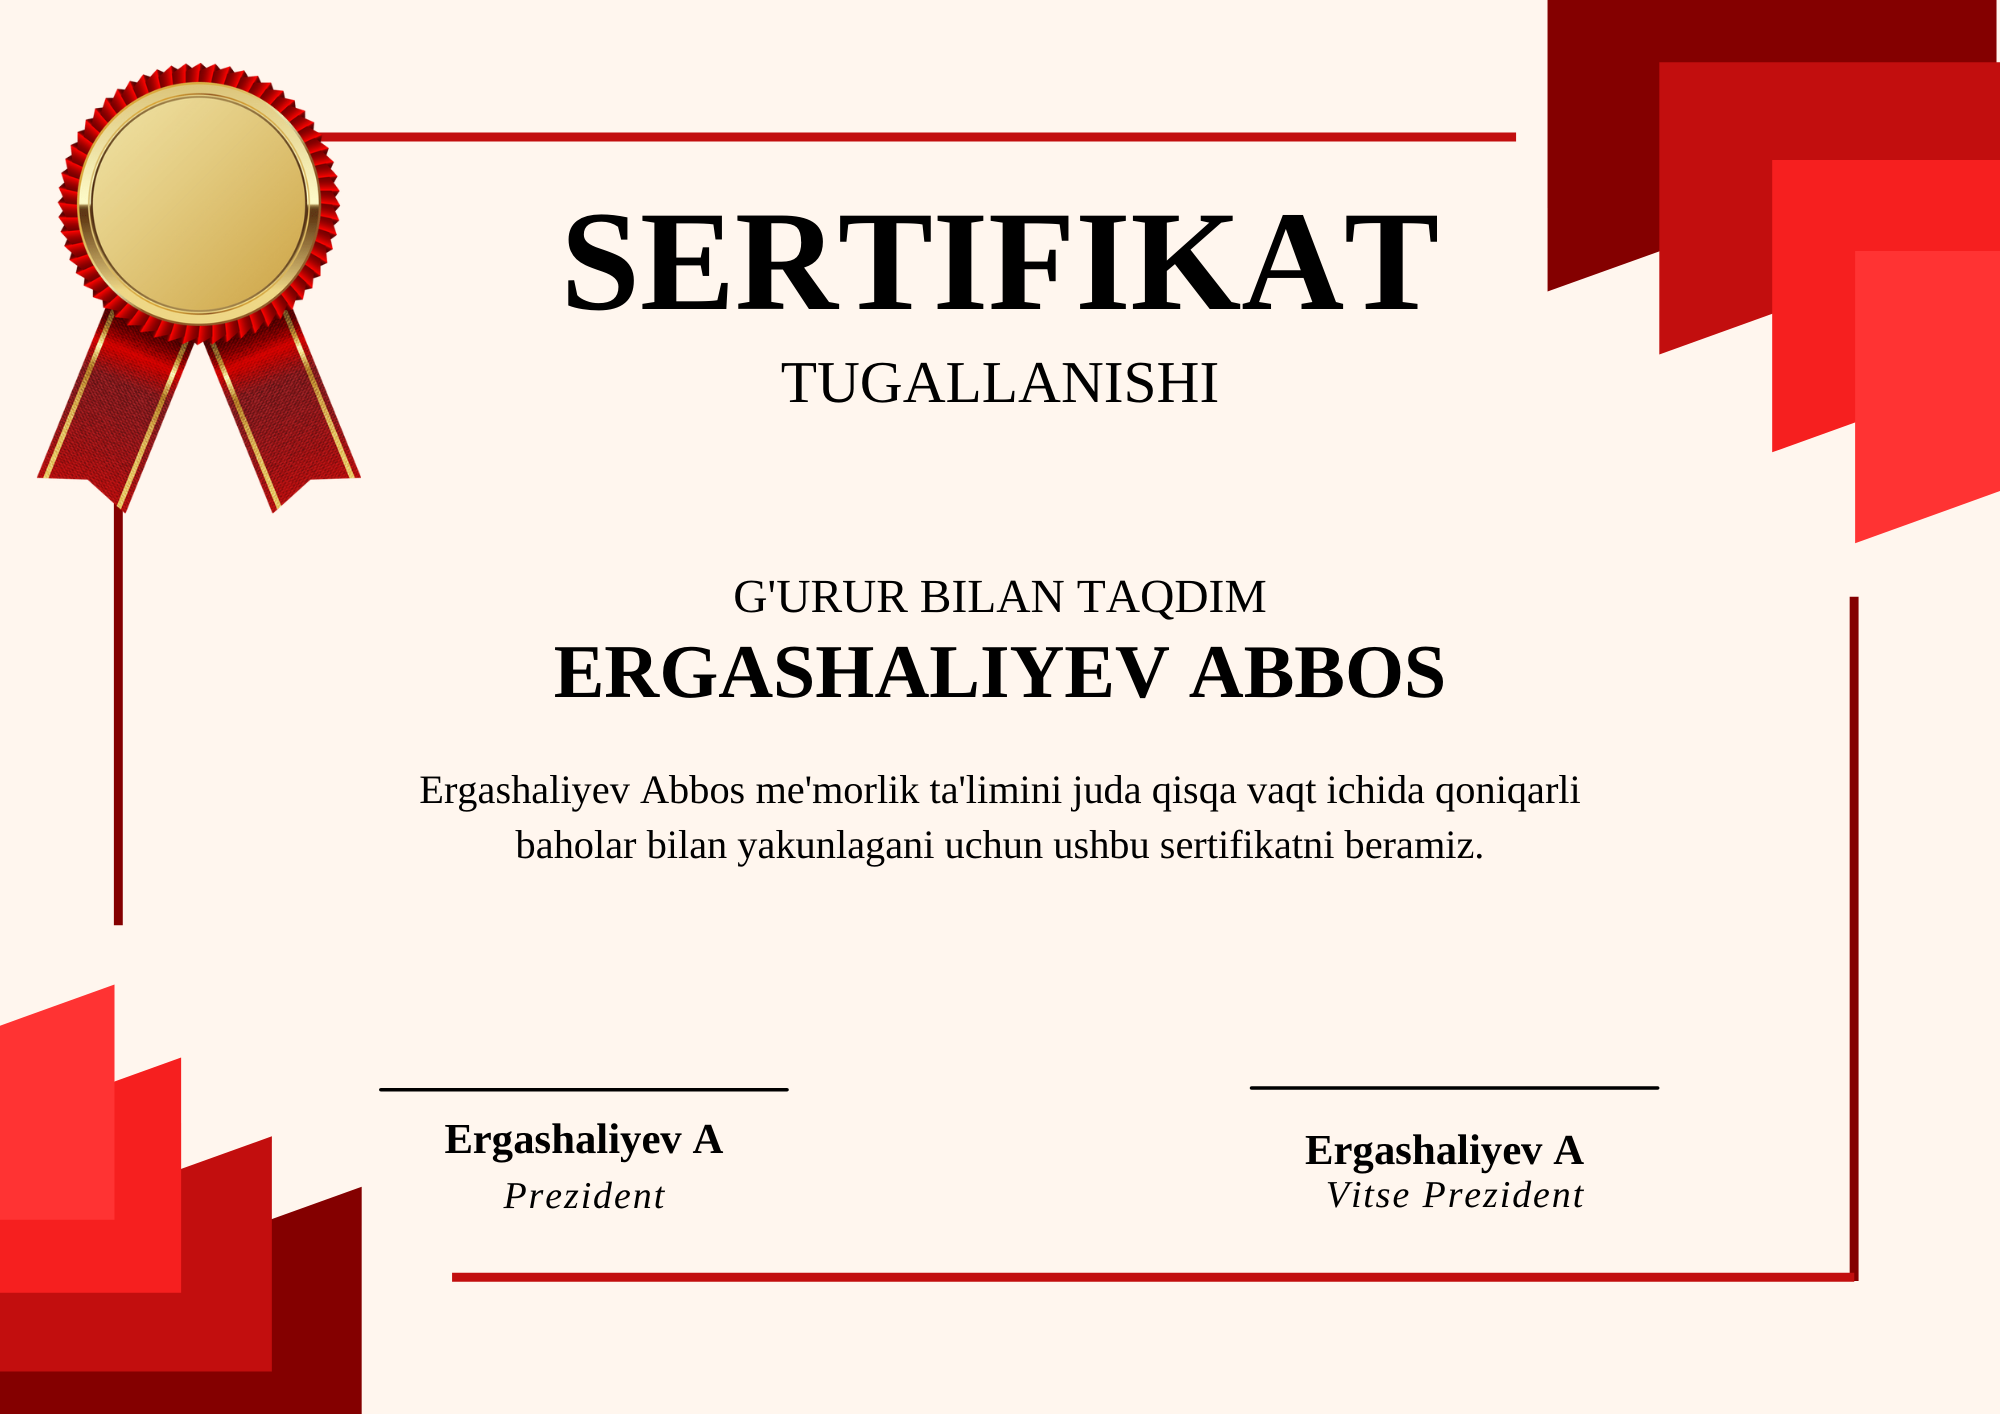 SERTIFIKAT
TUGALLANISHI
G'URUR BILAN TAQDIM
ERGASHALIYEV ABBOS
Ergashaliyev Abbos me'morlik ta'limini juda qisqa vaqt ichida qoniqarli
baholar bilan yakunlagani uchun ushbu sertifikatni beramiz.
Ergashaliyev A
Prezident
Ergashaliyev A
Vitse Prezident